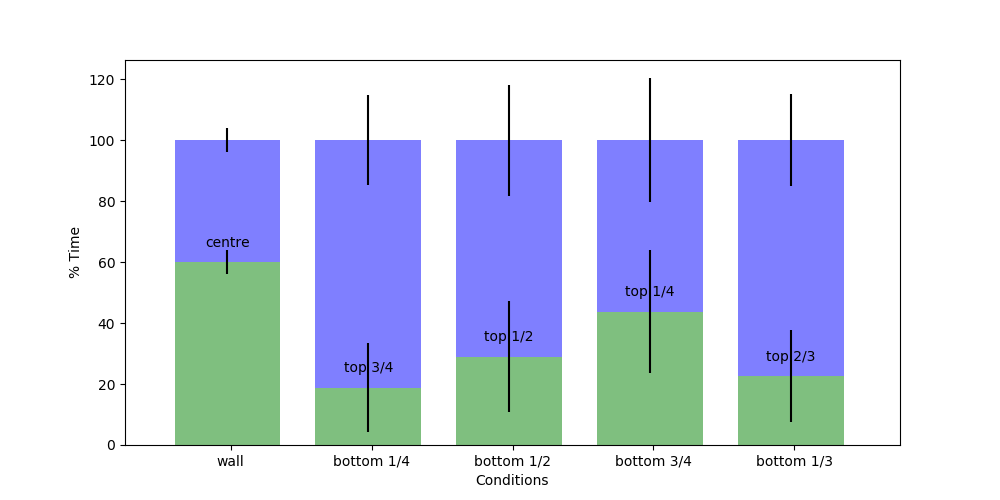 120
100
80
60
40
20
0
% Time
centre
top 3/4
top 1/2
top 1/4
top 2/3
wall
bottom 1/4
bottom 1/2
bottom 3/4
bottom 1/3
Conditions